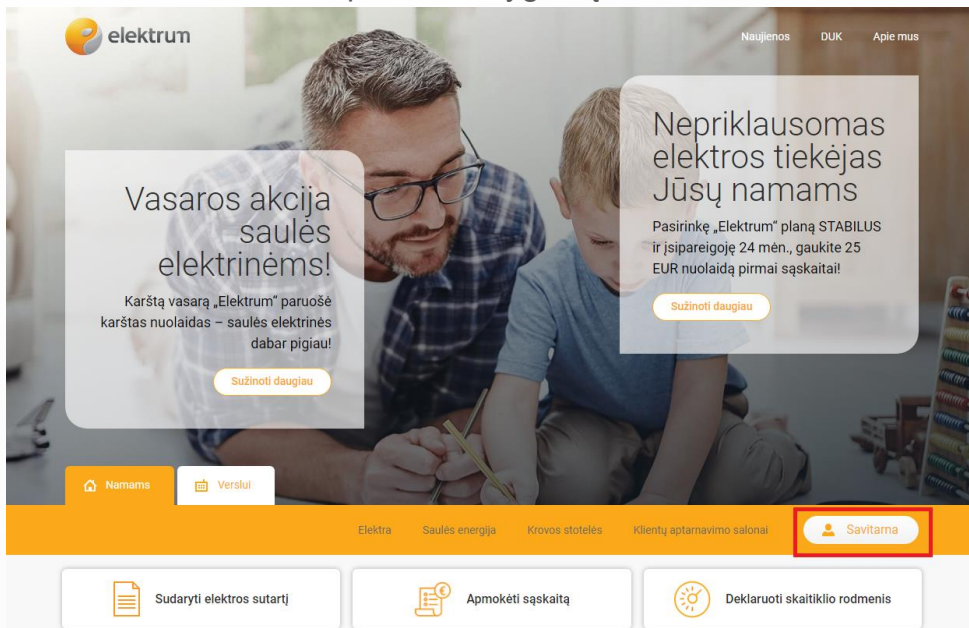 elektrum
Naujienos DUK Apie mus
Vasaros akcija
saulės
elektrinėms!
Karštą vasarą „Elektrum“ paruošė
karštas nuolaidas – saulės elektrinės
dabar pigiau!
Sužinoti daugiau
Nepriklausomas
elektros tiekėjas
Jūsų namams
Pasirinkę „Elektrum“ planą STABILUS
ir įsipareigoję 24 mėn., gaukite 25
EUR nuolaidą pirmai sąskaitai!
Sužinoti daugiau
Namams Verslui
Elektra Saulės energija Krovos stotelės Klientų aptarnavimo salonai Savitarna
Sudaryti elektros sutartį Apmokėti sąskaitą Deklaruoti skaitiklio rodmenis